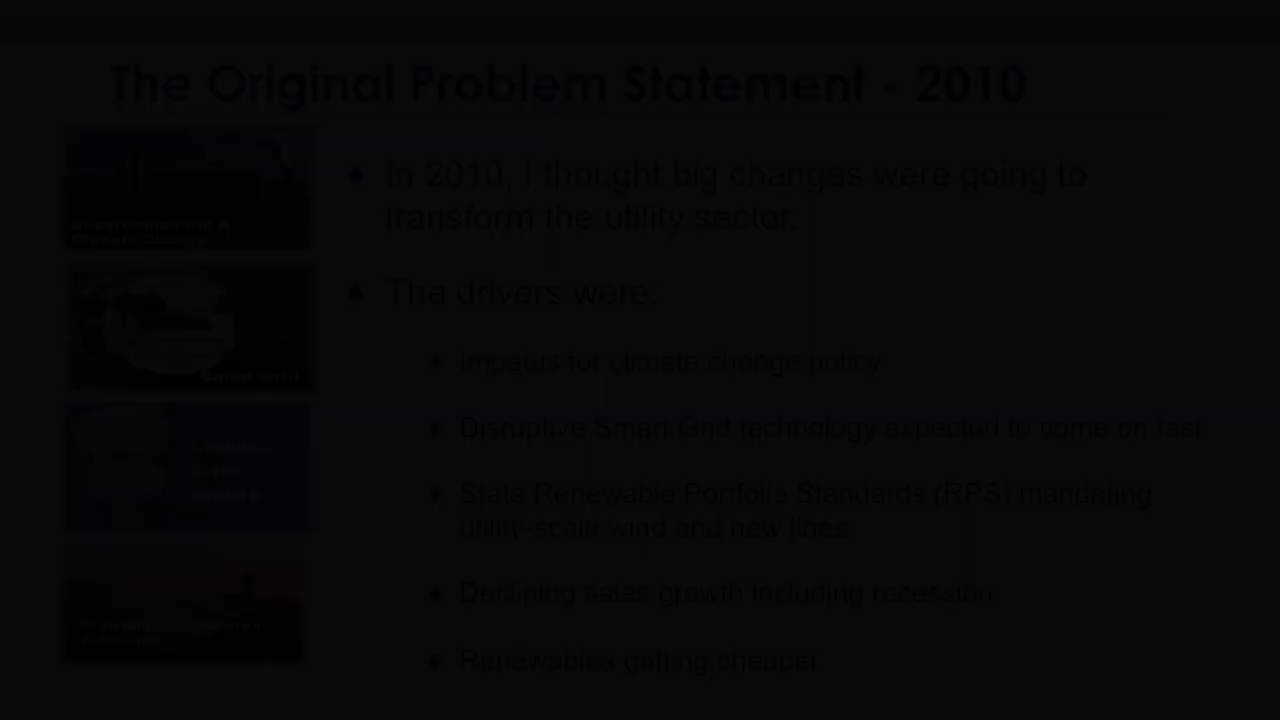 The Original Problem Statement - 2010
In 2010, I thought big changes were going to
transform the utility sector.
The drivers were:
Impetus for climate change policy
Disruptive Smart Grid technology expected to come on fast
State Renewable Portfolio Standards (RPS) mandating
utility-scale wind and new lines
Declining sales growth including recession
Renewables getting cheaper